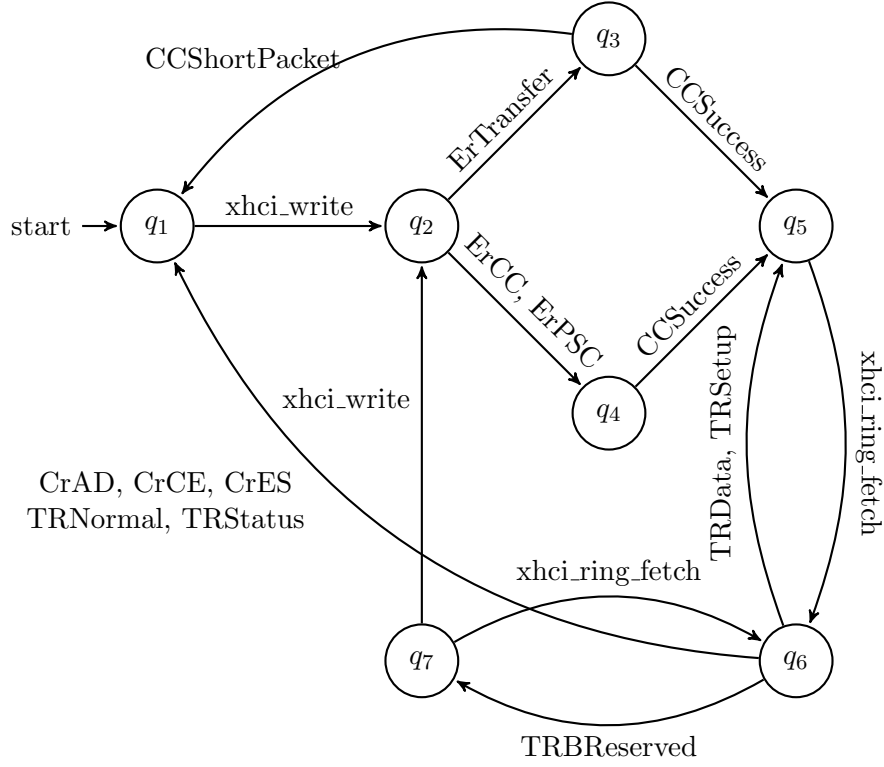 q3
CCShortPacket
ErTransfer
CCSuccess
start
q1
xhci_write
q2
q5
ErCC, ErPSC
CCSuccess
q4
xhci_write
TRData, TRSetup
xhci_ring_fetch
CrAD, CrCE, CrES
TRNormal, TRStatus
xhci_ring_fetch
q7
q6
TRBReserved